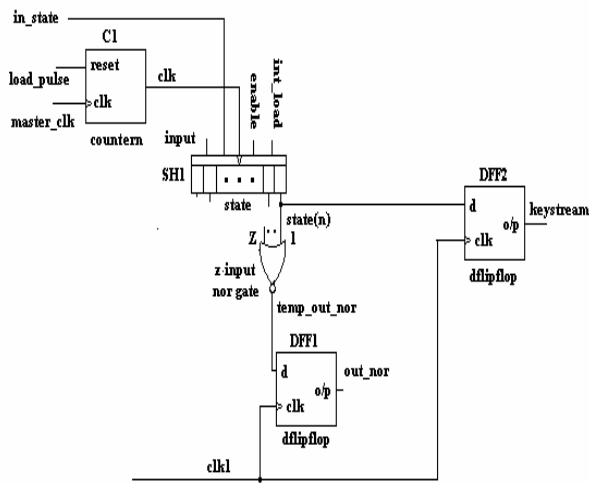 in_state
C1
reset
load_pulse
clk
master_clk
countern
clk
enable
int_load
input
SH1
...
state
state(n)
Z
..
1
z-input
nor gate
temp_out_nor
DFF1
d
o/p
out_nor
clk
dflipflop
clk1
DFF2
d
keystream
o/p
clk
dflipflop